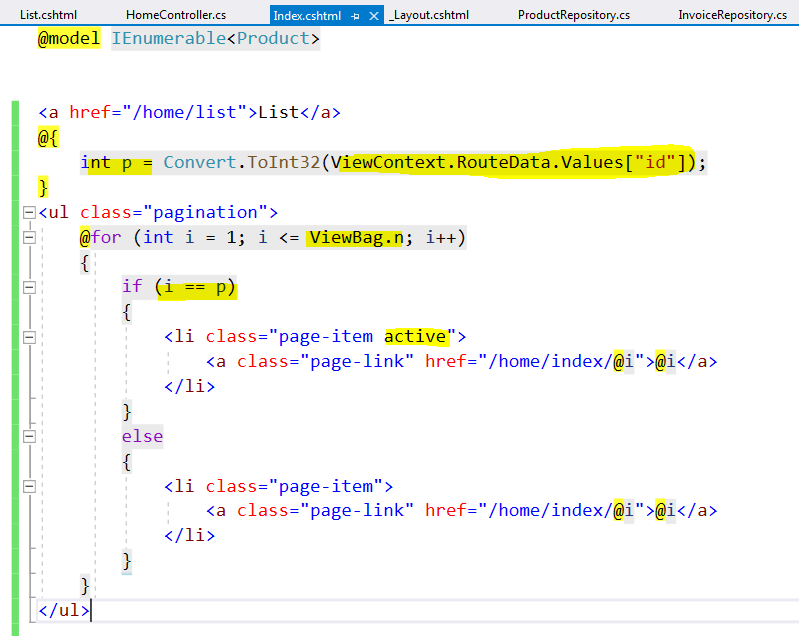 List.cshtml HomeController.cs Index.cshtml _Layout.cshtml ProductRepository.cs InvoiceRepository.cs
@model IEnumerable<Product>
<a href="/home/list">List</a>
@{
int p = Convert.ToInt32(ViewContext.RouteData.Values["id"]);
}
<ul class="pagination">
@for (int i = 1; i <= ViewBag.n; i++)
{
if (i == p)
{
<li class="page-item active">
<a class="page-link" href="/home/index/@i">@i</a>
</li>
}
else
{
<li class="page-item">
<a class="page-link" href="/home/index/@i">@i</a>
</li>
}
}
</ul>